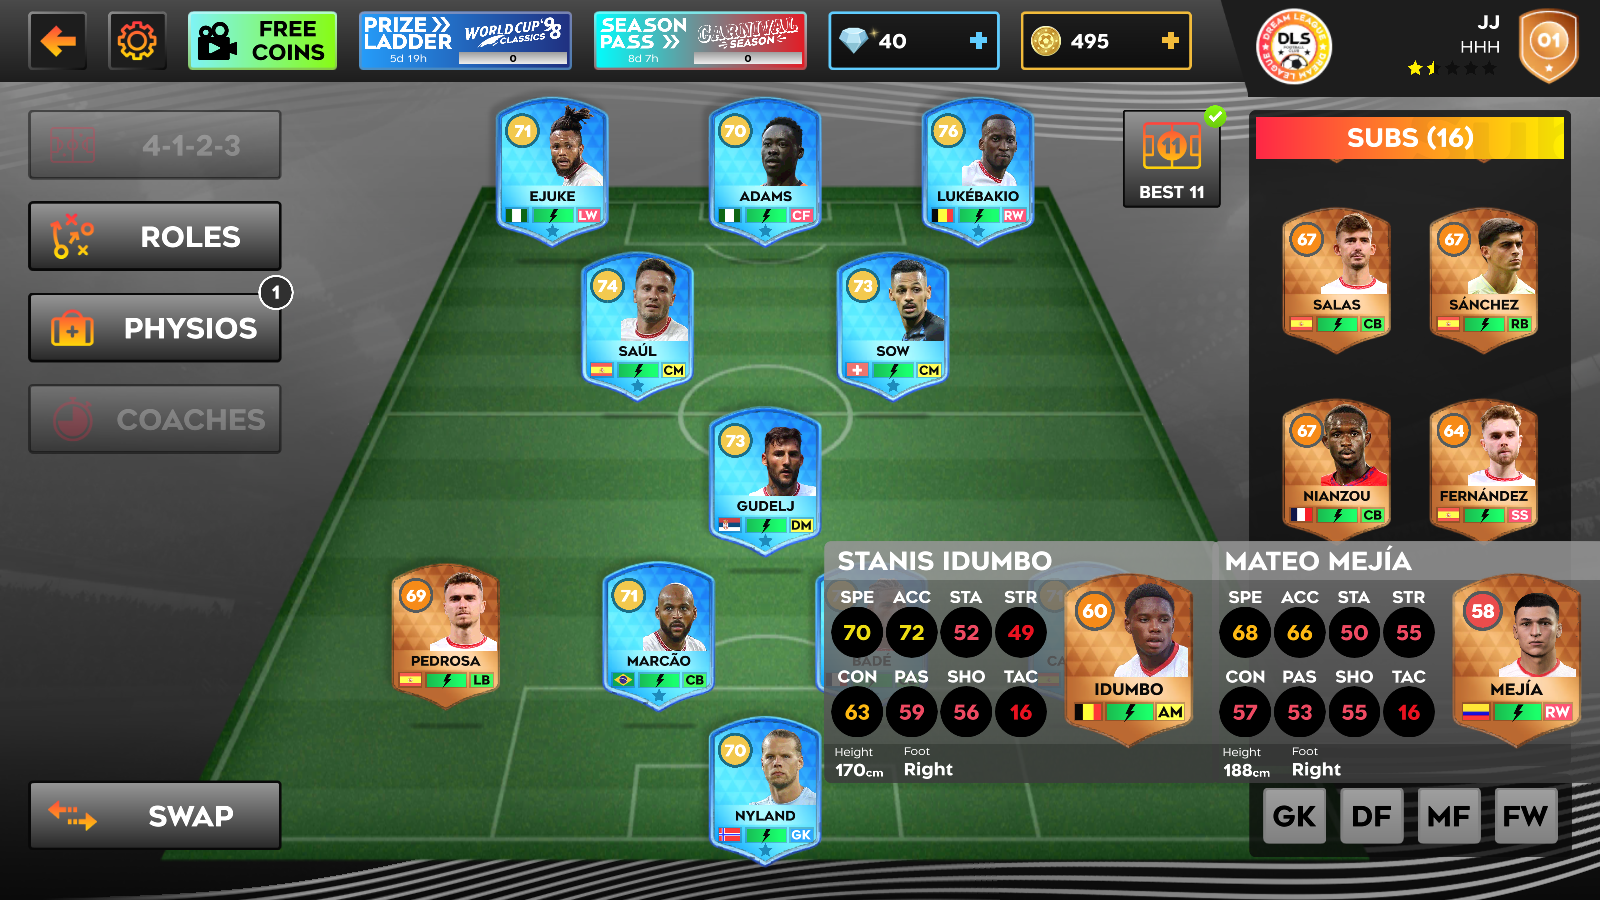 FREE
COINS
PRIZE
LADDER
5d 19h
WORLD CUP '98
CLASSICS
0
SEASON
PASS
8d 7h
CARNIVAL
SEASON
0
40
495
DREAM LEAGUE
DLS
JJ
HHH
01
4-1-2-3
ROLES
PHYSIOS
1
COACHES
SWAP
71
EJUKE
LW
70
ADAMS
CF
76
LUKÉBAKIO
RW
11
BEST 11
74
SAÚL
CM
73
SOW
CM
73
GUDELJ
DM
69
PEDROSA
LB
71
MARCÃO
CB
BADÉ
70
NYLAND
GK
SUBS (16)
67
SALAS
CB
67
SÁNCHEZ
RB
67
NIANZOU
CB
64
FERNÁNDEZ
SS
STANIS IDUMBO
SPE ACC STA STR
70 72 52 49
CON PAS SHO TAC
63 59 56 16
Height Foot
170cm Right
60
IDUMBO
AM
MATEO MEJÍA
SPE ACC STA STR
68 66 50 55
CON PAS SHO TAC
57 53 55 16
Height Foot
188cm Right
58
MEJÍA
RW
GK DF MF FW